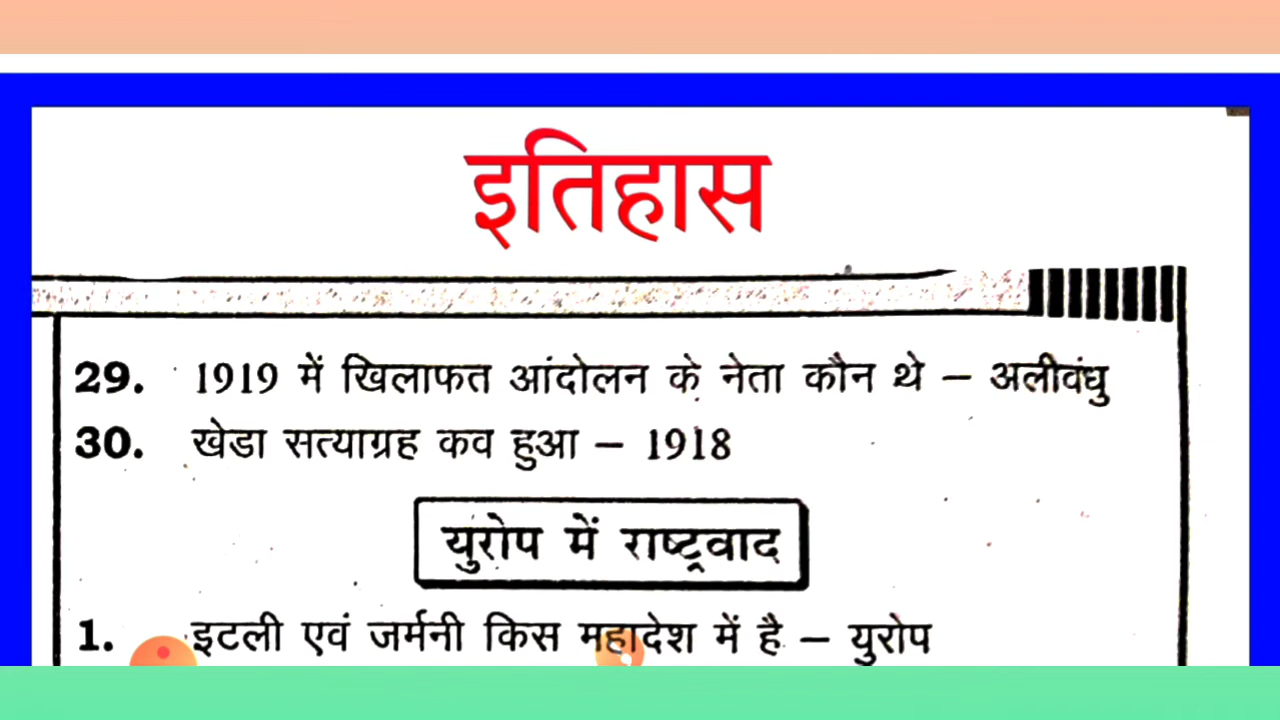 इतिहास
29. 1919 में खिलाफत आंदोलन के नेता कौन थे – अलीवंधु
30. खेडा सत्याग्रह कव हुआ – 1918
युरोप में राष्ट्रवाद
1. इटली एवं जर्मनी किस महादेश में है – युरोप